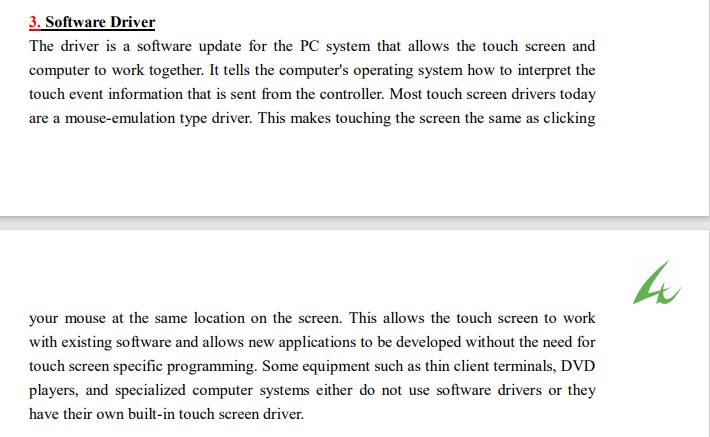 3. Software Driver
The driver is a software update for the PC system that allows the touch screen and
computer to work together. It tells the computer's operating system how to interpret the
touch event information that is sent from the controller. Most touch screen drivers today
are a mouse-emulation type driver. This makes touching the screen the same as clicking
your mouse at the same location on the screen. This allows the touch screen to work
with existing software and allows new applications to be developed without the need for
touch screen specific programming. Some equipment such as thin client terminals, DVD
players, and specialized computer systems either do not use software drivers or they
have their own built-in touch screen driver.